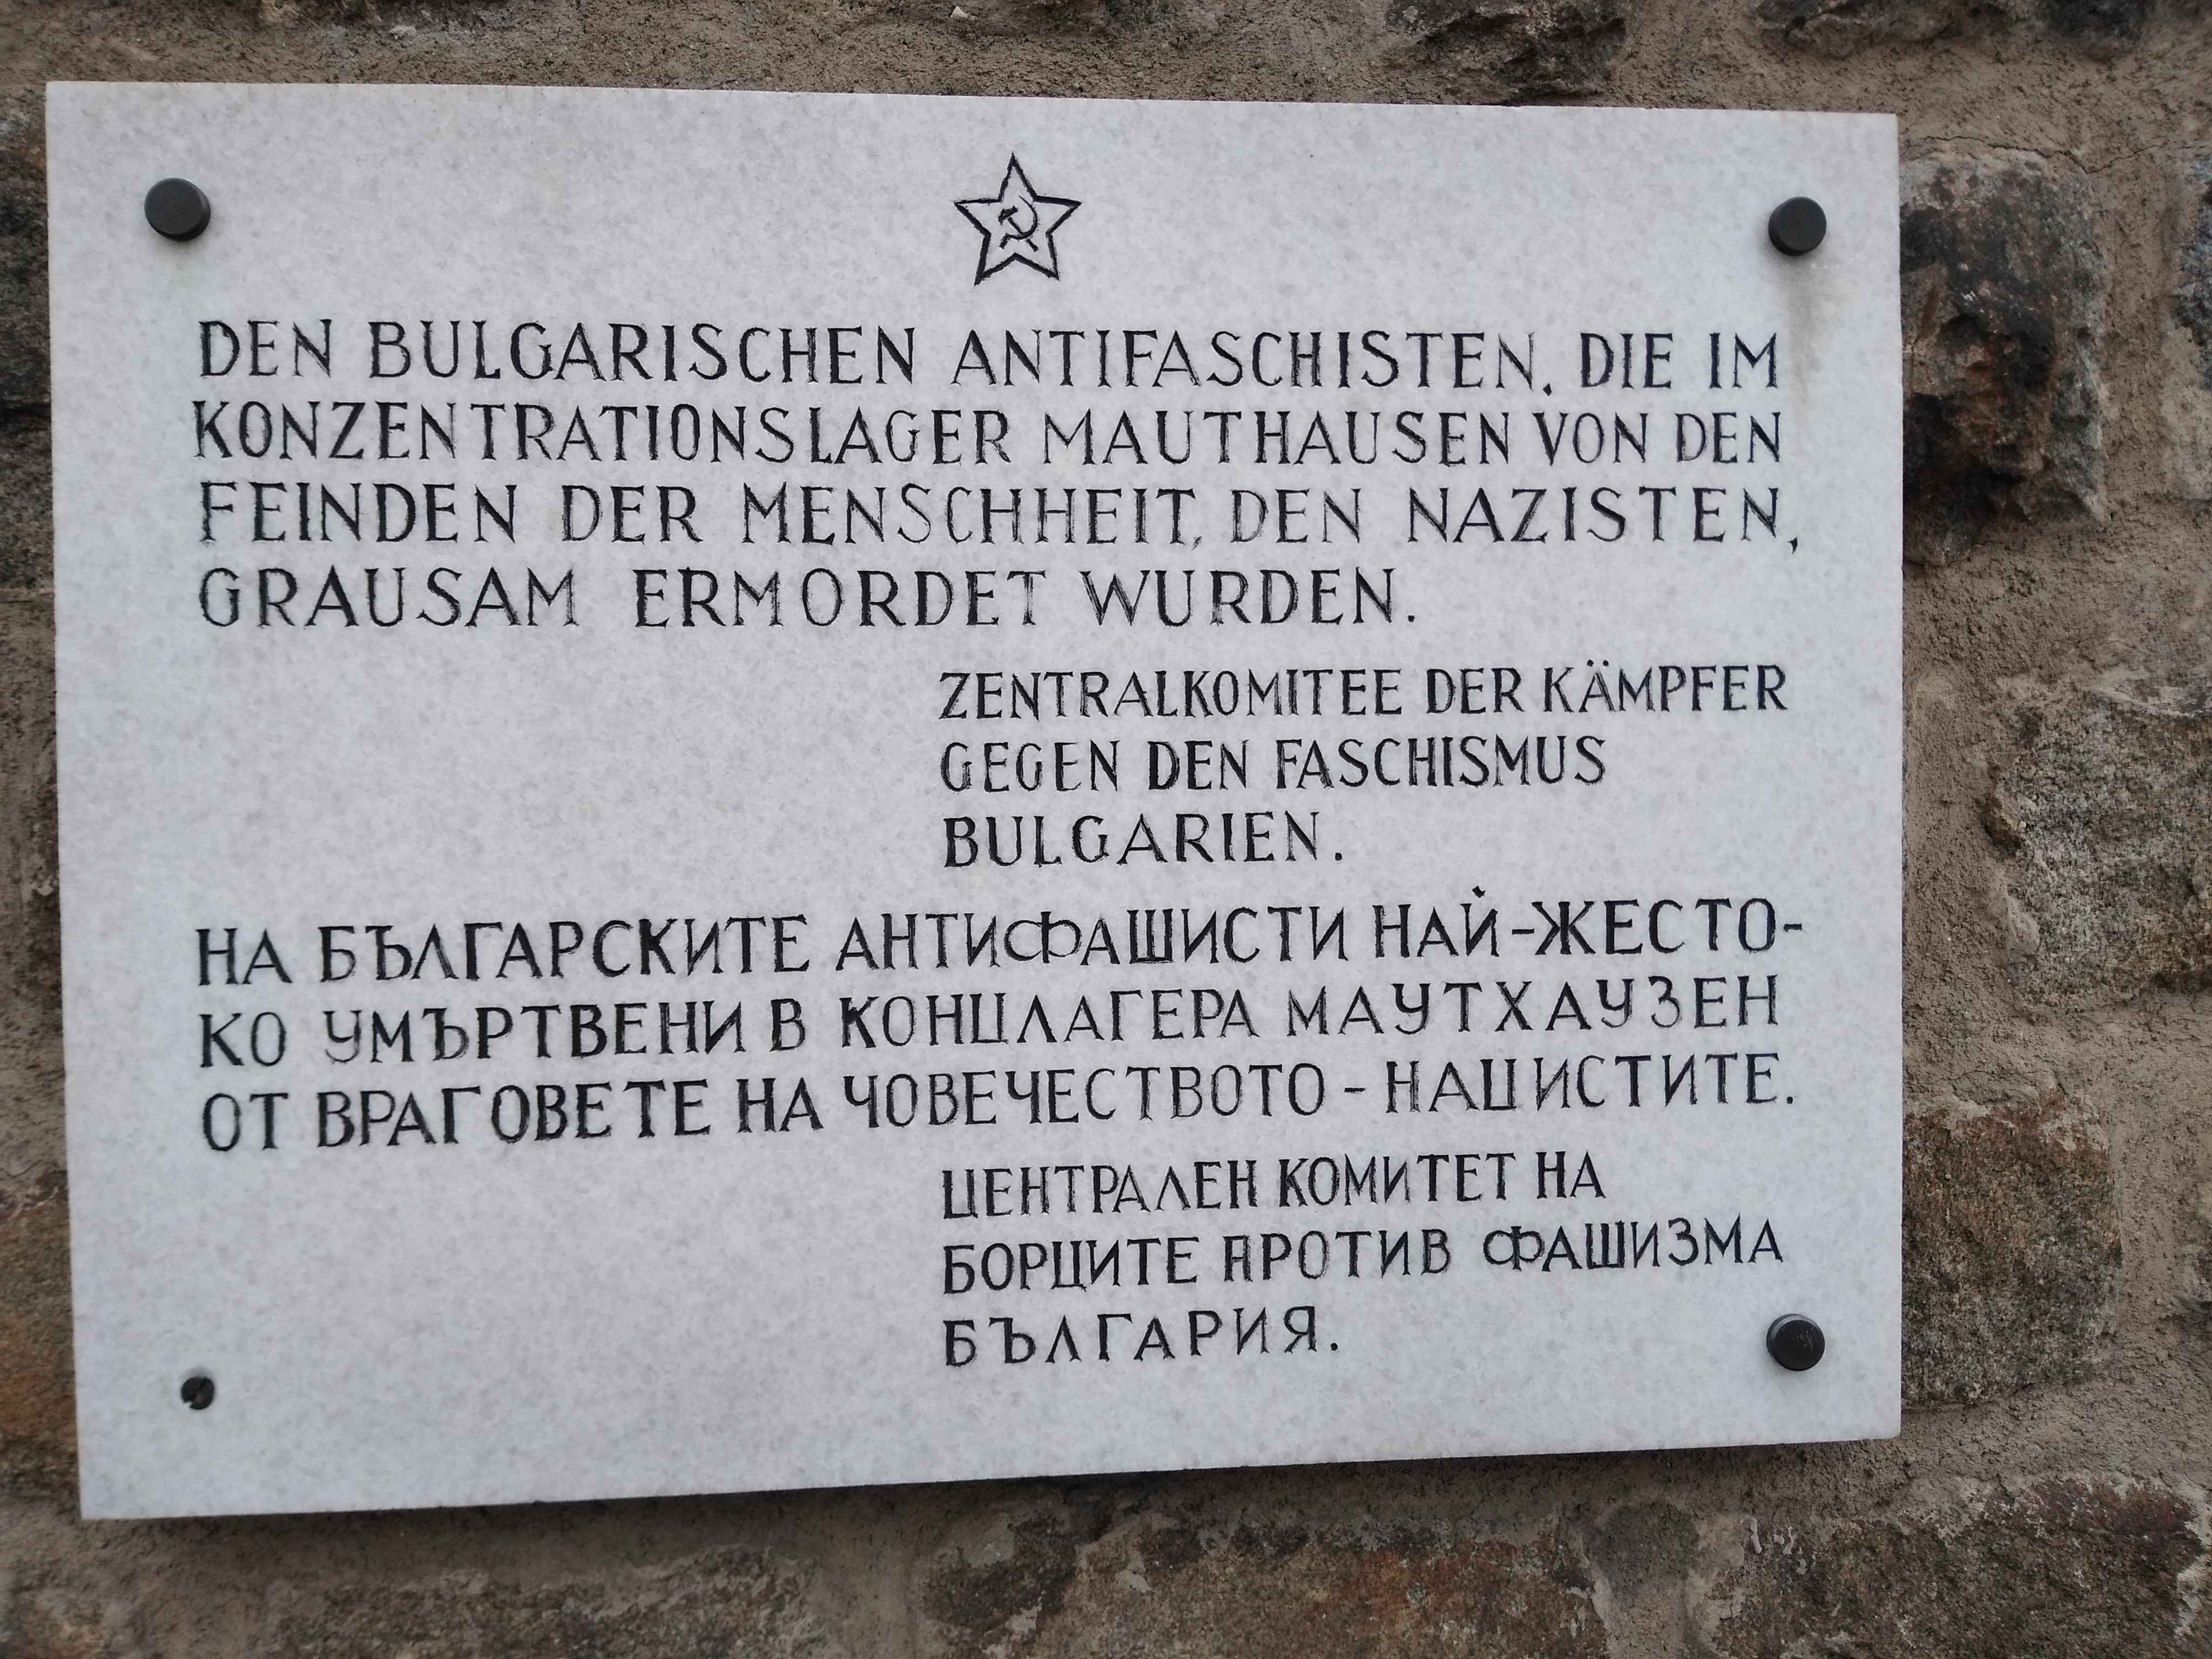 DEN BULGARISCHEN ANTIFASCHISTEN, DIE IM
KONZENTRATIONSLAGER MAUTHAUSEN VON DEN
FEINDEN DER MENSCHHEIT, DEN NAZISTEN,
GRAUSAM ERMORDET WURDEN.
ZENTRALKOMITEE DER KÄMPFER
GEGEN DEN FASCHISMUS
BULGARIEN.
НА БЪЛГАРСКИТЕ АНТИФАШИСТИ НАЙ-ЖЕСТО-
КО УМЪРТВЕНИ В КОНЦЛАГЕРА МАУТХАУЗЕН
ОТ ВРАГОВЕТЕ НА ЧОВЕЧЕСТВОТО - НАЦИСТИТЕ.
ЦЕНТРАЛЕН КОМИТЕТ НА
БОРЦИТЕ ПРОТИВ ФАШИЗМА
БЪЛГАРИЯ.